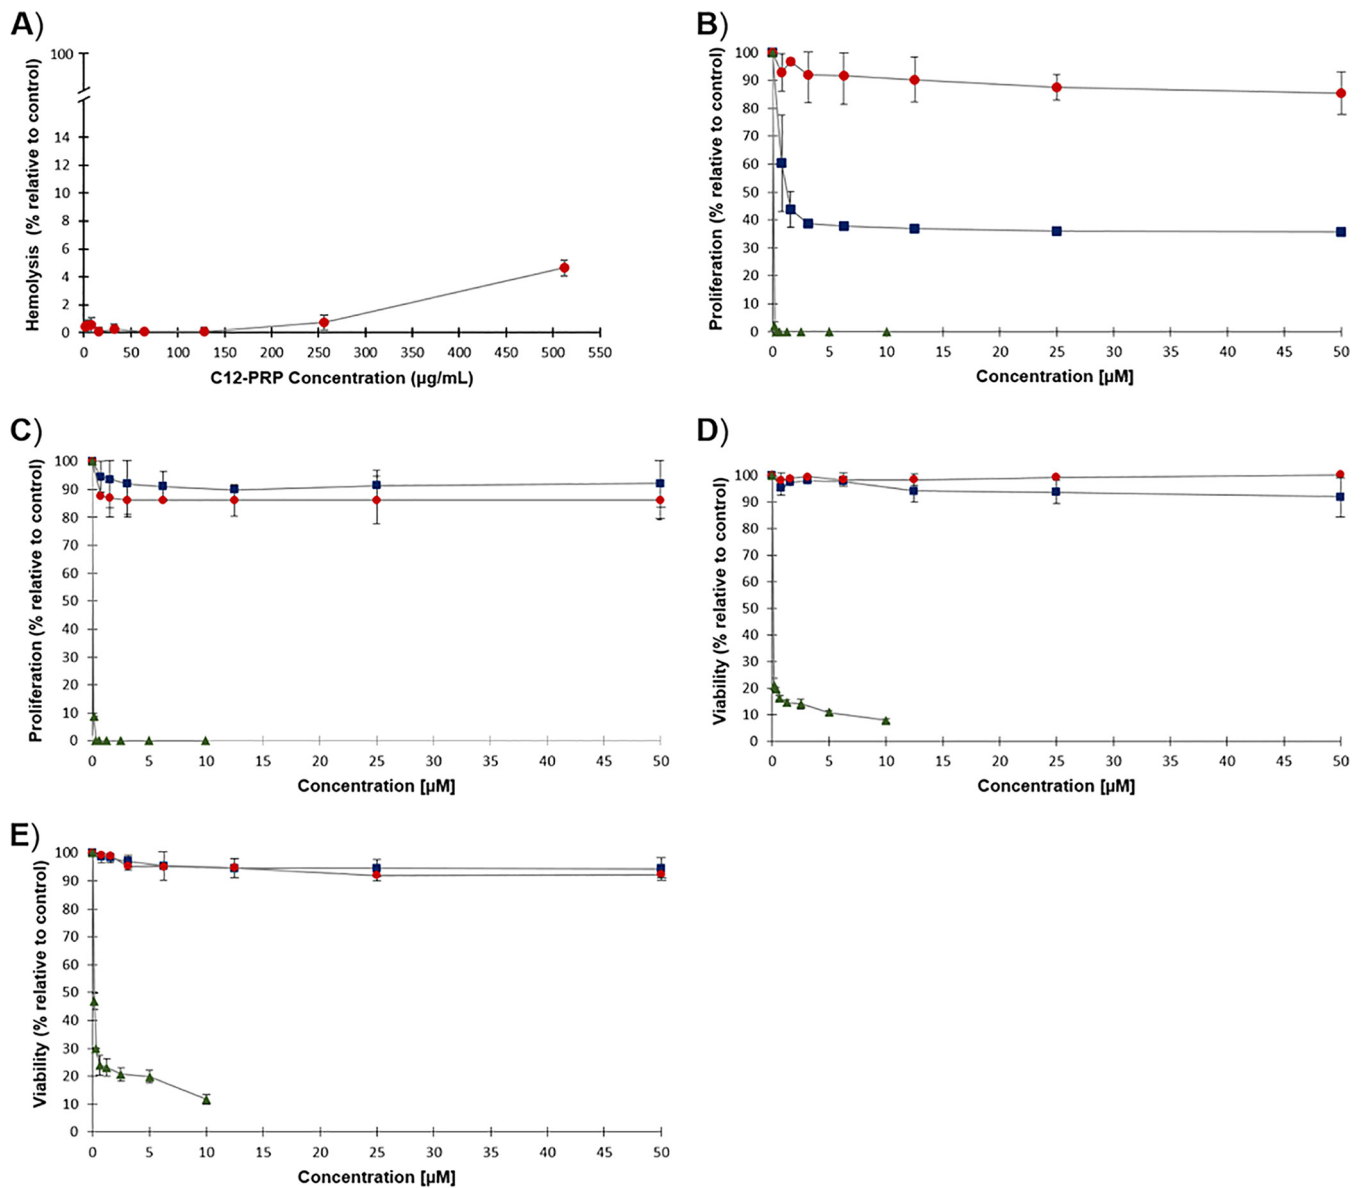 A)
100
14
12
10
8
6
4
2
0
0 50 100 150 200 250 300 350 400 450 500 550
Hemolysis (% relative to control)
C12-PRP Concentration (µg/mL)
B)
100
90
80
70
60
50
40
30
20
10
0
0 5 10 15 20 25 30 35 40 45 50
Proliferation (% relative to control)
Concentration [µM]
C)
100
90
80
70
60
50
40
30
20
10
0
0 5 10 15 20 25 30 35 40 45 50
Proliferation (% relative to control)
Concentration [µM]
D)
100
90
80
70
60
50
40
30
20
10
0
0 5 10 15 20 25 30 35 40 45 50
Viability (% relative to control)
Concentration [µM]
E)
100
90
80
70
60
50
40
30
20
10
0
0 5 10 15 20 25 30 35 40 45 50
Viability (% relative to control)
Concentration [µM]